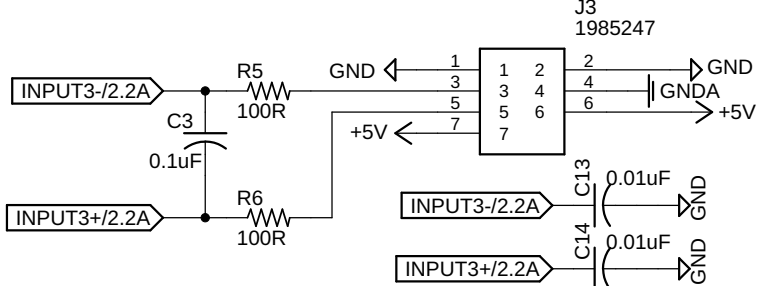 J3
1985247
GND
1
1
2
2
GND
INPUT3-/2.2A
R5
100R
3
3
4
4
GNDA
C3
0.1uF
5
5
6
6
+5V
+5V
7
7
INPUT3+/2.2A
R6
100R
INPUT3-/2.2A
C13
0.01uF
GND
INPUT3+/2.2A
C14
0.01uF
GND